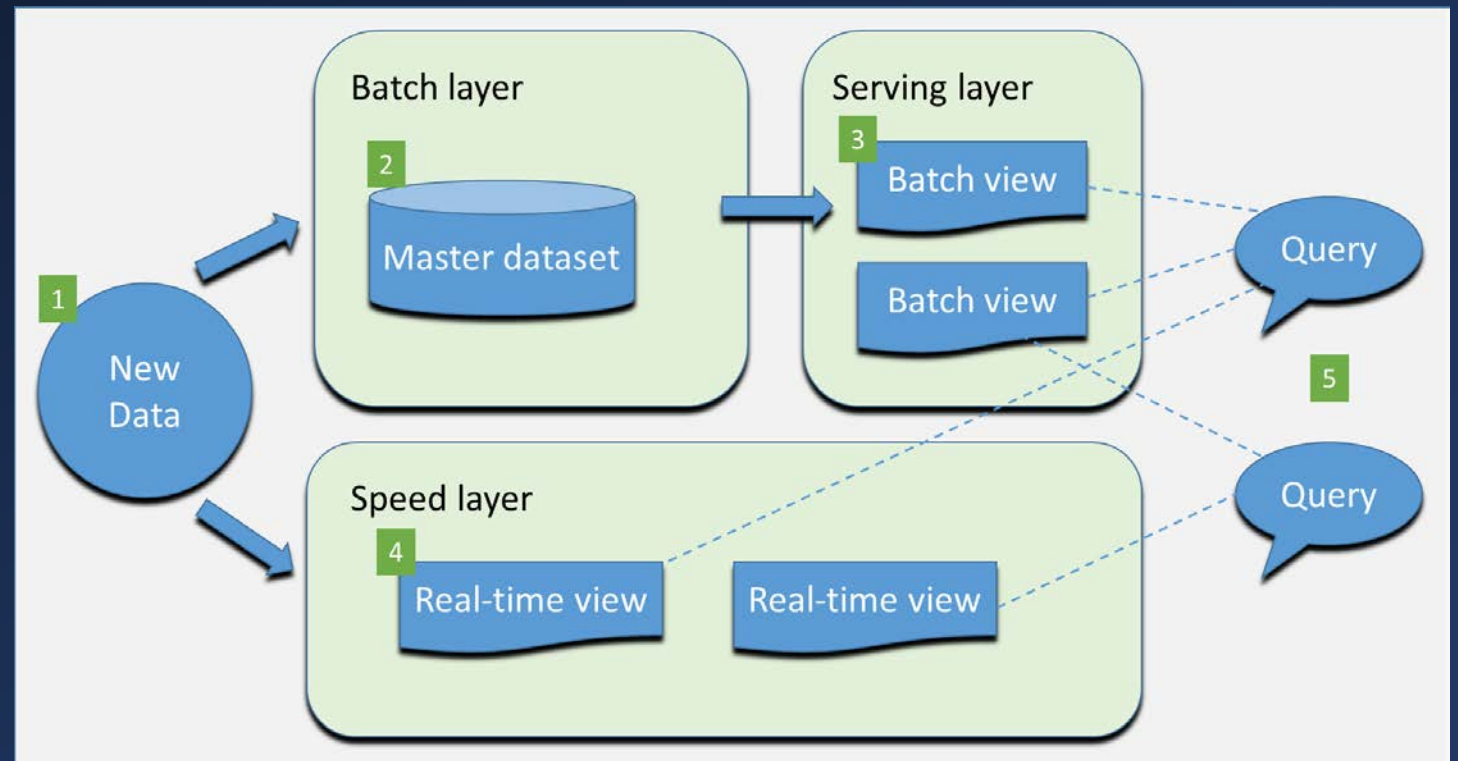 Batch layer
2
Master dataset
Serving layer
3
Batch view
Batch view
Query
1
New
Data
5
Speed layer
4
Real-time view
Real-time view
Query